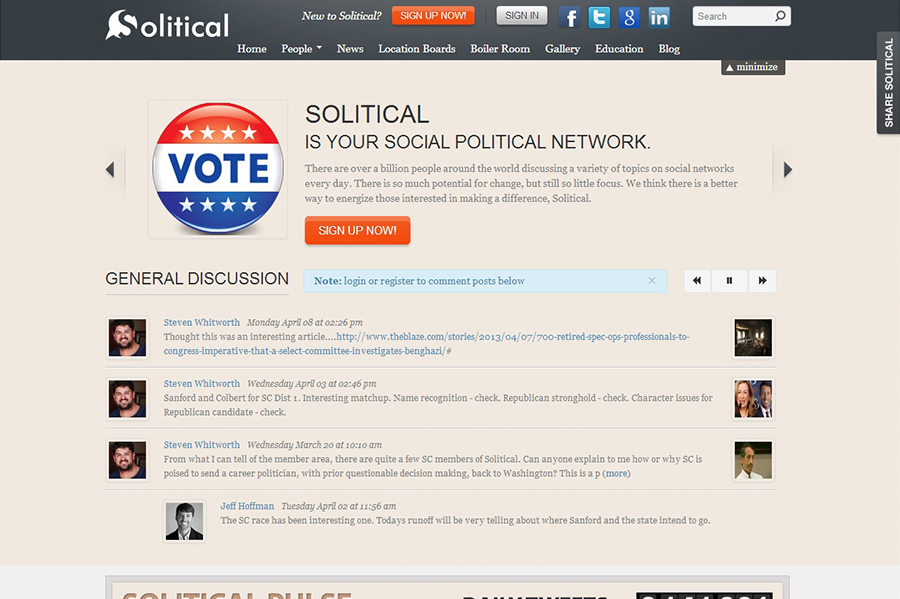 Solitical
New to Solitical?
SIGN UP NOW!
SIGN IN
Search
Home People News Location Boards Boiler Room Gallery Education Blog
minimize
SHARE SOLITICAL
VOTE
SOLITICAL
IS YOUR SOCIAL POLITICAL NETWORK.
There are over a billion people around the world discussing a variety of topics on social networks
every day. There is so much potential for change, but still so little focus. We think there is a better
way to energize those interested in making a difference, Solitical.
SIGN UP NOW!
GENERAL DISCUSSION
Note: login or register to comment posts below
Steven Whitworth Monday April 08 at 02:26 pm
Thought this was an interesting article....http://www.theblaze.com/stories/2013/04/07/700-retired-spec-ops-professionals-to-
congress-imperative-that-a-select-committee-investigates-benghazi/#
Steven Whitworth Wednesday April 03 at 02:46 pm
Sanford and Colbert for SC Dist 1. Interesting matchup. Name recognition - check. Republican stronghold - check. Character issues for
Republican candidate - check.
Steven Whitworth Wednesday March 20 at 10:10 am
From what I can tell of the member area, there are quite a few SC members of Solitical. Can anyone explain to me how or why SC is
poised to send a career politician, with prior questionable decision making, back to Washington? This is a p (more)
Jeff Hoffman Tuesday April 02 at 11:56 am
The SC race has been interesting one. Todays runoff will be very telling about where Sanford and the state intend to go.
SOLITICAL PULSE
DAILY TWEETS